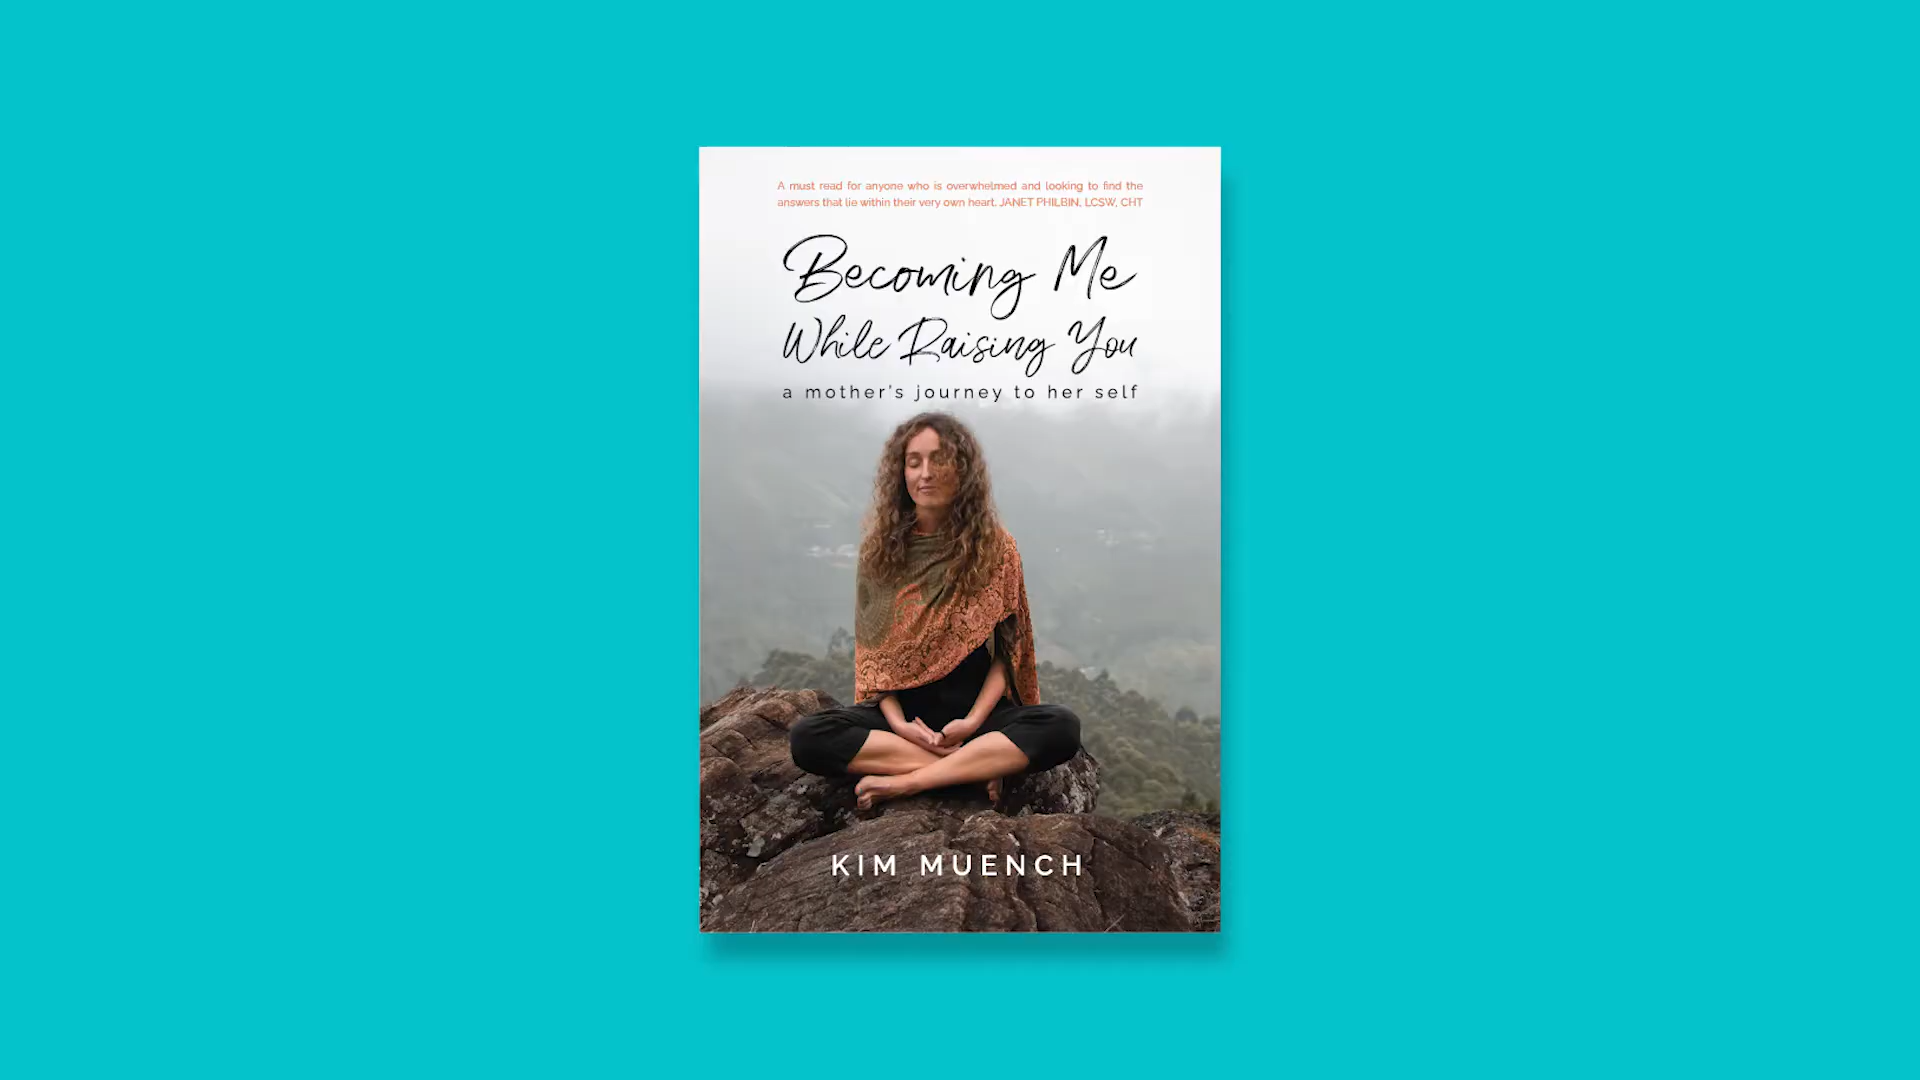 A must read for anyone who is overwhelmed and looking to find the
answers that lie within their very own heart. JANET PHILBIN, LCSW, CHT
Becoming Me
While Raising You
a mother's journey to her self
KIM MUENCH